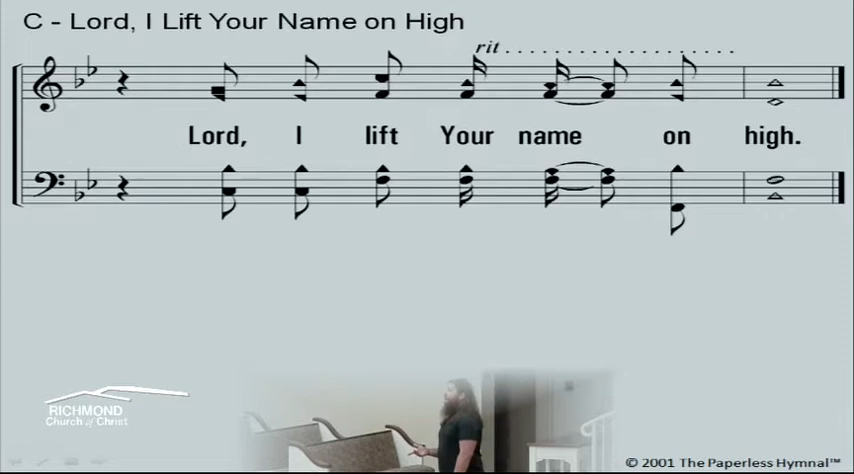 C - Lord, I Lift Your Name on High
rit . . . . . . . . . . . . . . . . . .
Lord, I lift Your name on high.
RICHMOND
Church of Christ
© 2001 The Paperless Hymnal™